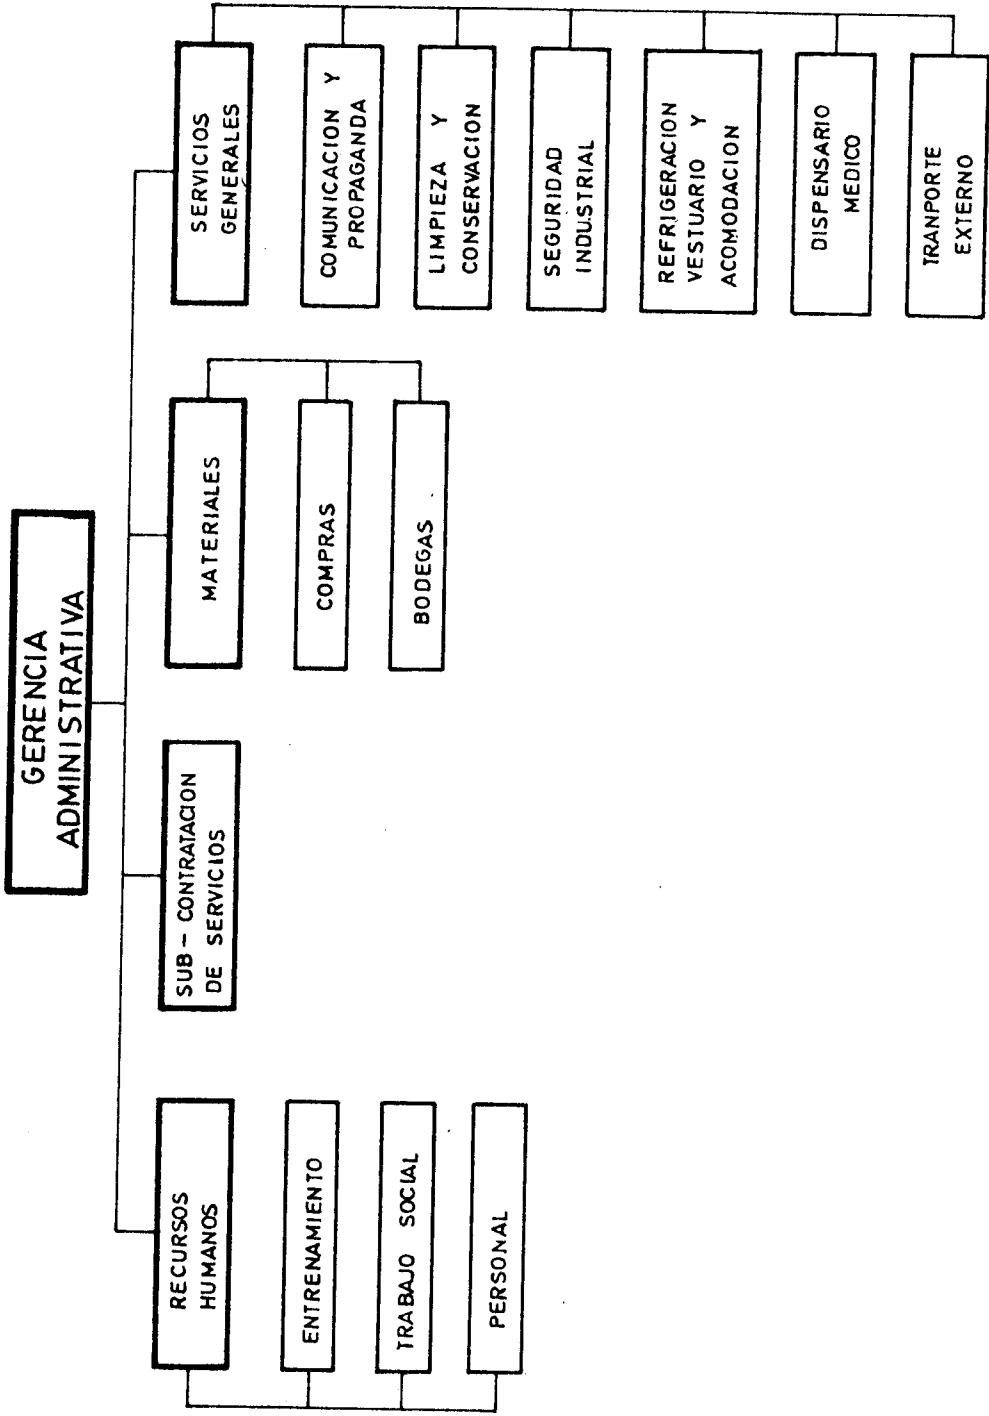 GERENCIA
ADMINISTRATIVA
RECURSOS
HUMANOS
ENTRENAMIENTO
TRABAJO SOCIAL
PERSONAL
SUB - CONTRATACION
DE SERVICIOS
MATERIALES
COMPRAS
BODEGAS
SERVICIOS
GENERALES
COMUNICACION Y
PROPAGANDA
LIMPIEZA Y
CONSERVACION
SEGURIDAD
INDUSTRIAL
REFRIGERACION
VESTUARIO Y
ACOMODACION
DISPENSARIO
MEDICO
TRANPORTE
EXTERNO